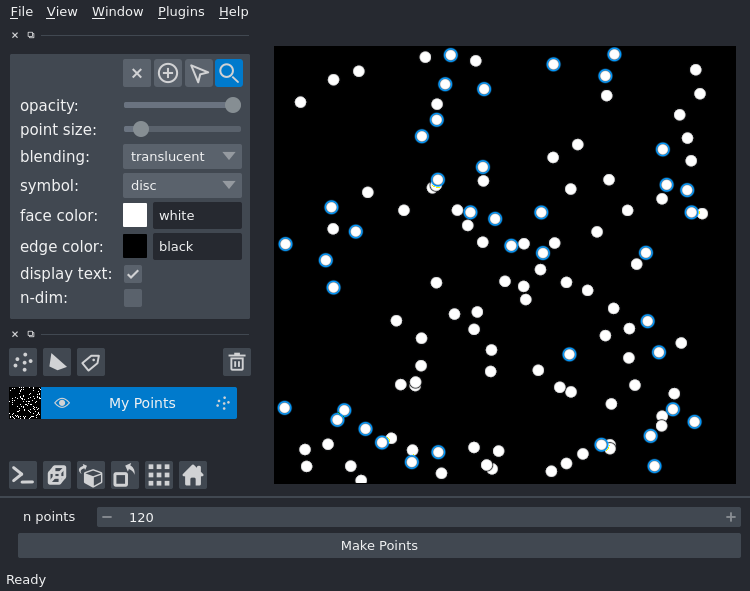 File View Window Plugins Help
opacity:
point size:
blending: translucent
symbol: disc
face color: white
edge color: black
display text:
n-dim:
My Points
n points 120
Make Points
Ready